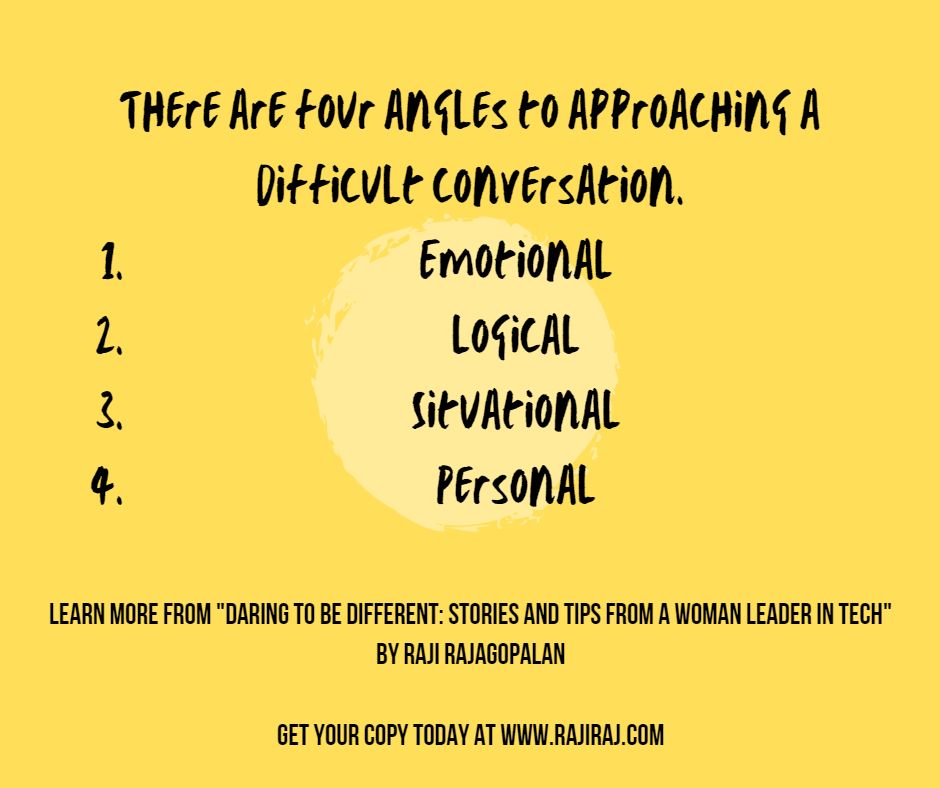 THERE ARE FOUR ANGLES TO APPROACHING A
DIFFICULT CONVERSATION.
1. EMOTIONAL
2. LOGICAL
3. SITUATIONAL
4. PERSONAL
LEARN MORE FROM "DARING TO BE DIFFERENT: STORIES AND TIPS FROM A WOMAN LEADER IN TECH"
BY RAJI RAJAGOPALAN
GET YOUR COPY TODAY AT WWW.RAJIRAJ.COM